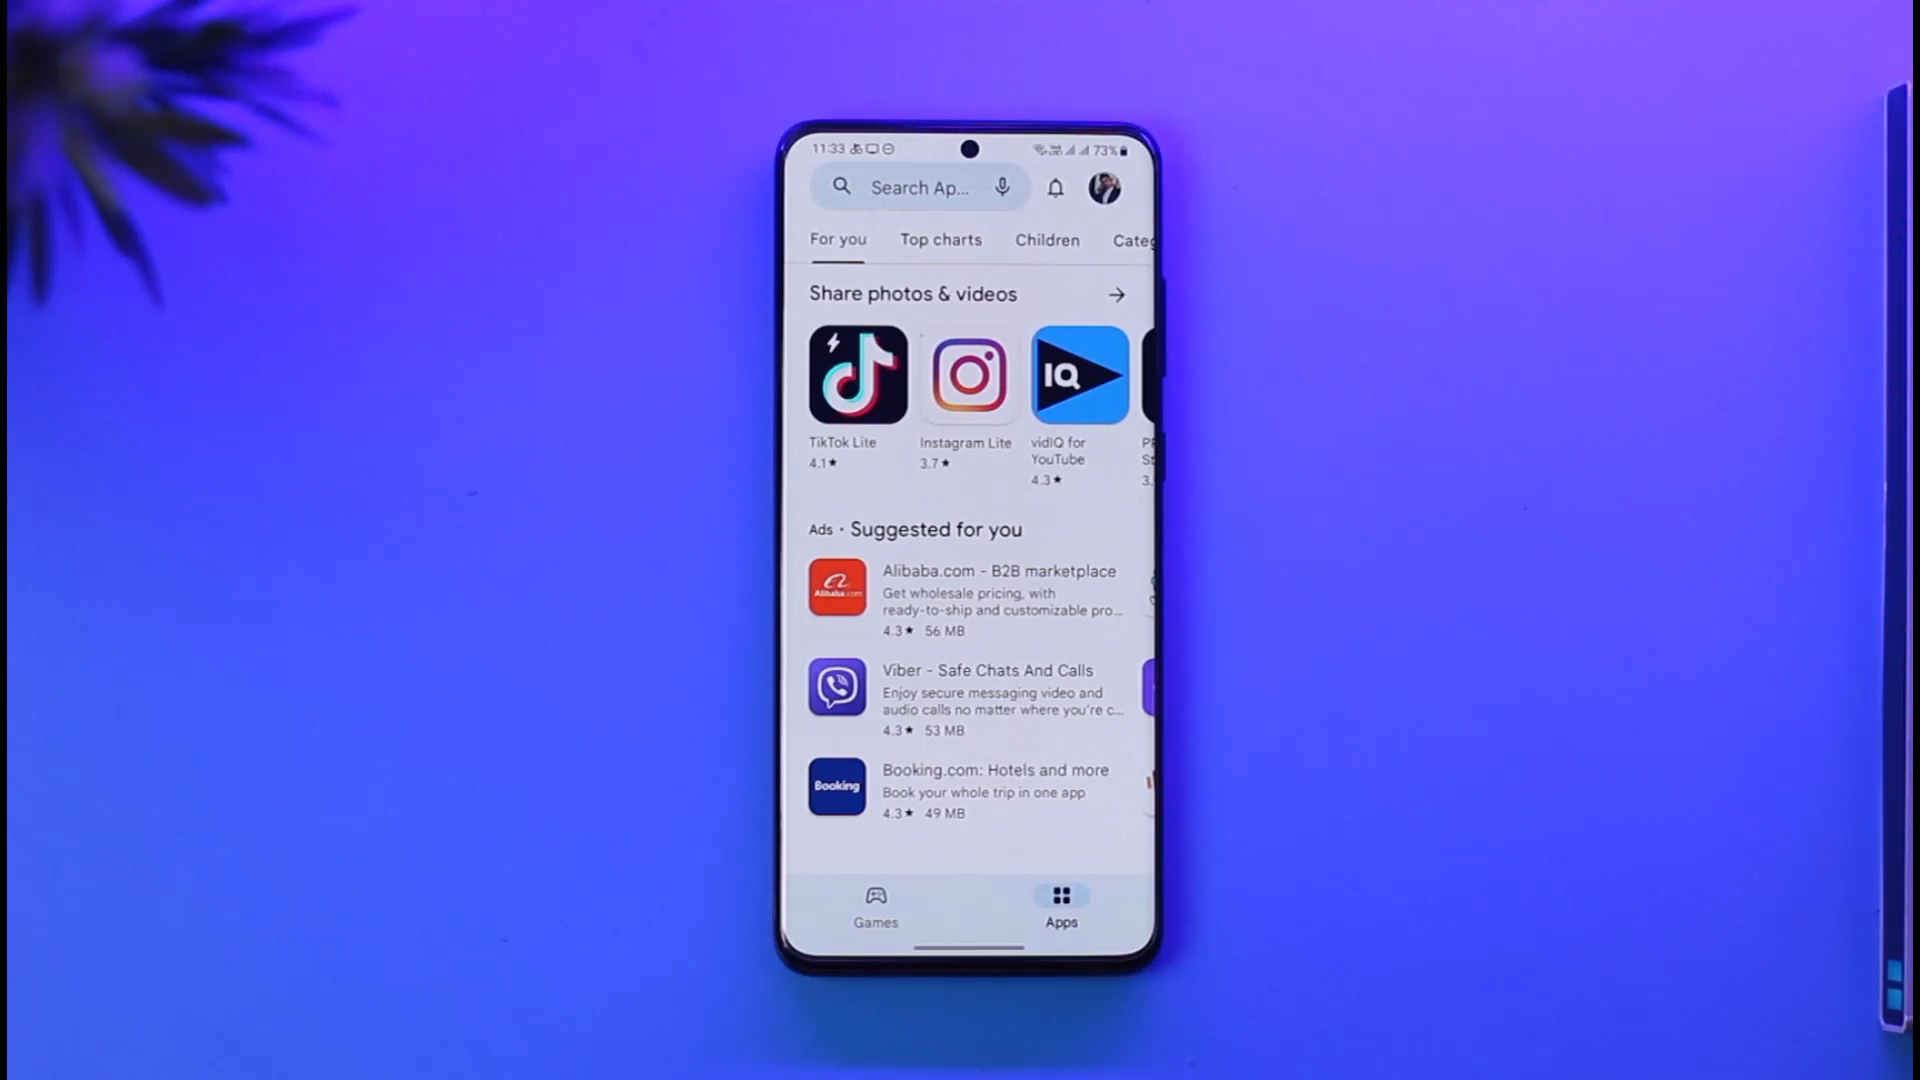 11:33
73%
Search Ap...
For you Top charts Children Categ
Share photos & videos
IQ
TikTok Lite Instagram Lite vidIQ for YouTube
4.1★ 3.7★ 4.3★
Ads · Suggested for you
Alibaba.com
Alibaba.com - B2B marketplace
Get wholesale pricing, with
ready-to-ship and customizable pro...
4.3★ 56 MB
Viber - Safe Chats And Calls
Enjoy secure messaging video and
audio calls no matter where you're c...
4.3★ 53 MB
Booking
Booking.com: Hotels and more
Book your whole trip in one app
4.3★ 49 MB
Games Apps